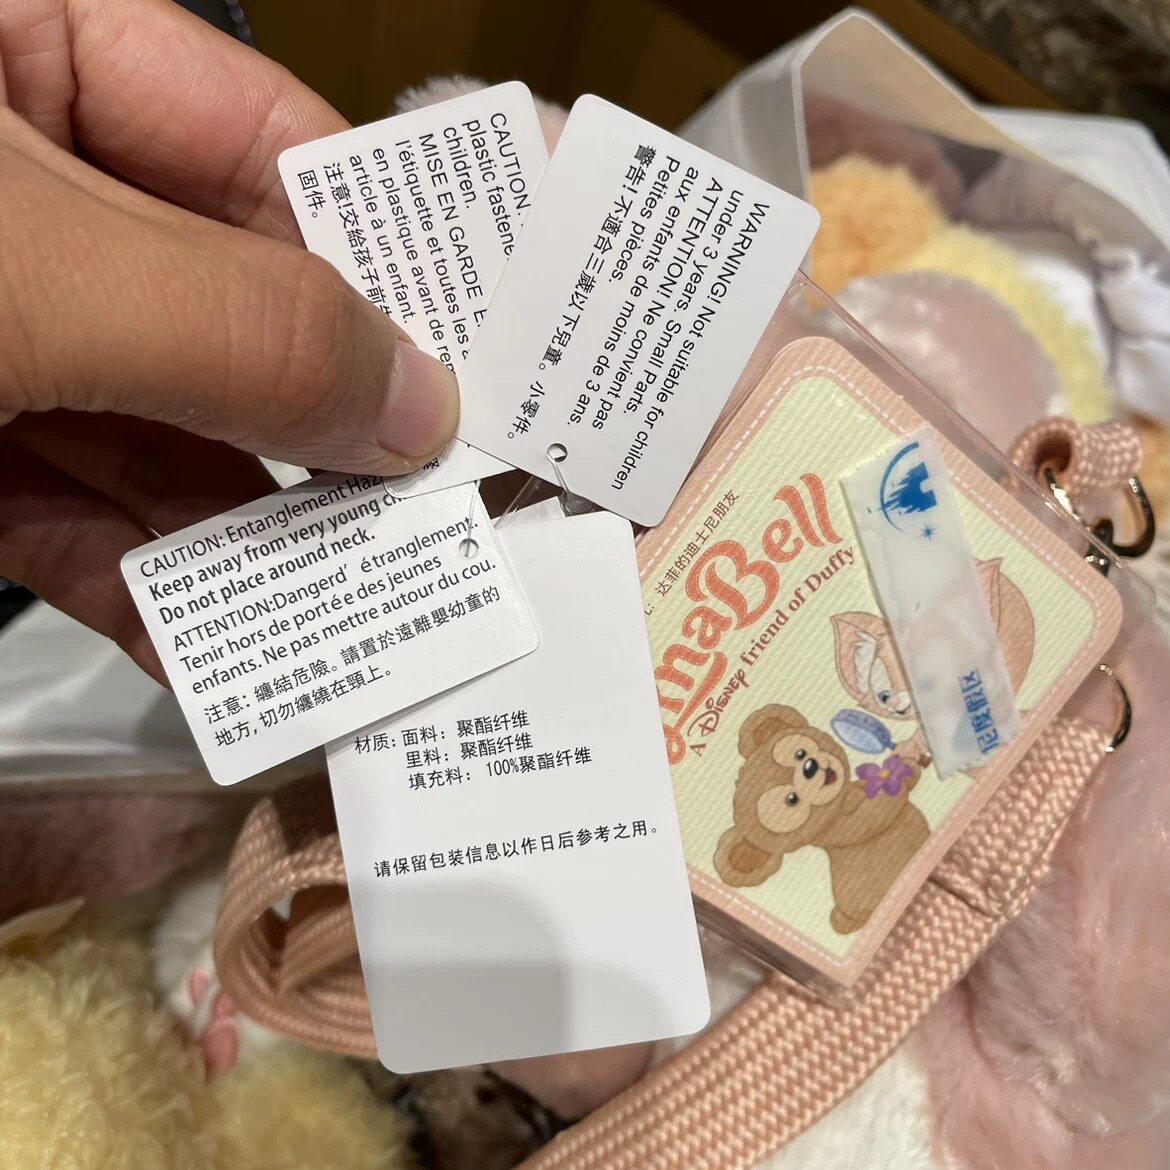 CAUTION:
plastic fastene
children.
MISE EN GARDE
l'étiquette et toutes les
en plastique avant de
article à un enfant.
注意!交給孩子前
固件。
WARNING! Not suitable for children
under 3 years. Small Parts.
ATTENTION! Ne convient pas
aux enfants de moins de 3 ans.
Petites pièces.
警告!不適合三歲以下兒童。小零件。
CAUTION: Entanglement Haz
Keep away from very young ch
Do not place around neck.
ATTENTION:Dangerd' étranglement.
Tenir hors de portée des jeunes
enfants. Ne pas mettre autour du cou.
注意: 纏結危險。請置於遠離嬰幼童的
地方, 切勿纏繞在頸上。
材质: 面料: 聚酯纤维
里料: 聚酯纤维
填充料: 100%聚酯纤维
请保留包装信息以作日后参考之用。
: 达菲的迪士尼朋友
naBell
A Disney friend of Duffy
尼度假区